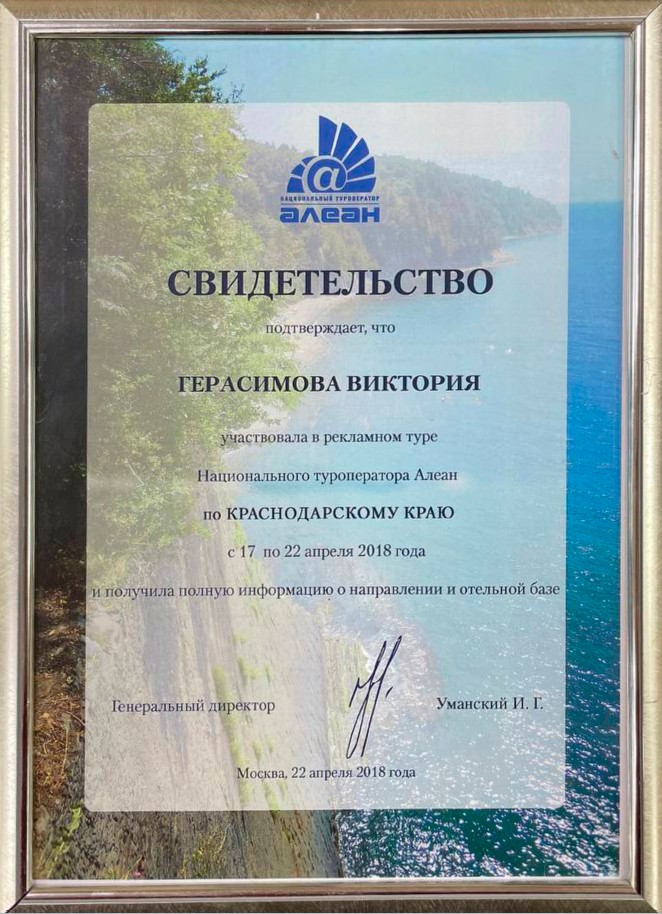 @
НАЦИОНАЛЬНЫЙ ТУРОПЕРАТОР
алеан
СВИДЕТЕЛЬСТВО
подтверждает, что
ГЕРАСИМОВА ВИКТОРИЯ
участвовала в рекламном туре
Национального туроператора Алеан
по КРАСНОДАРСКОМУ КРАЮ
с 17 по 22 апреля 2018 года
и получила полную информацию о направлении и отельной базе
Генеральный директор Уманский И. Г.
Москва, 22 апреля 2018 года